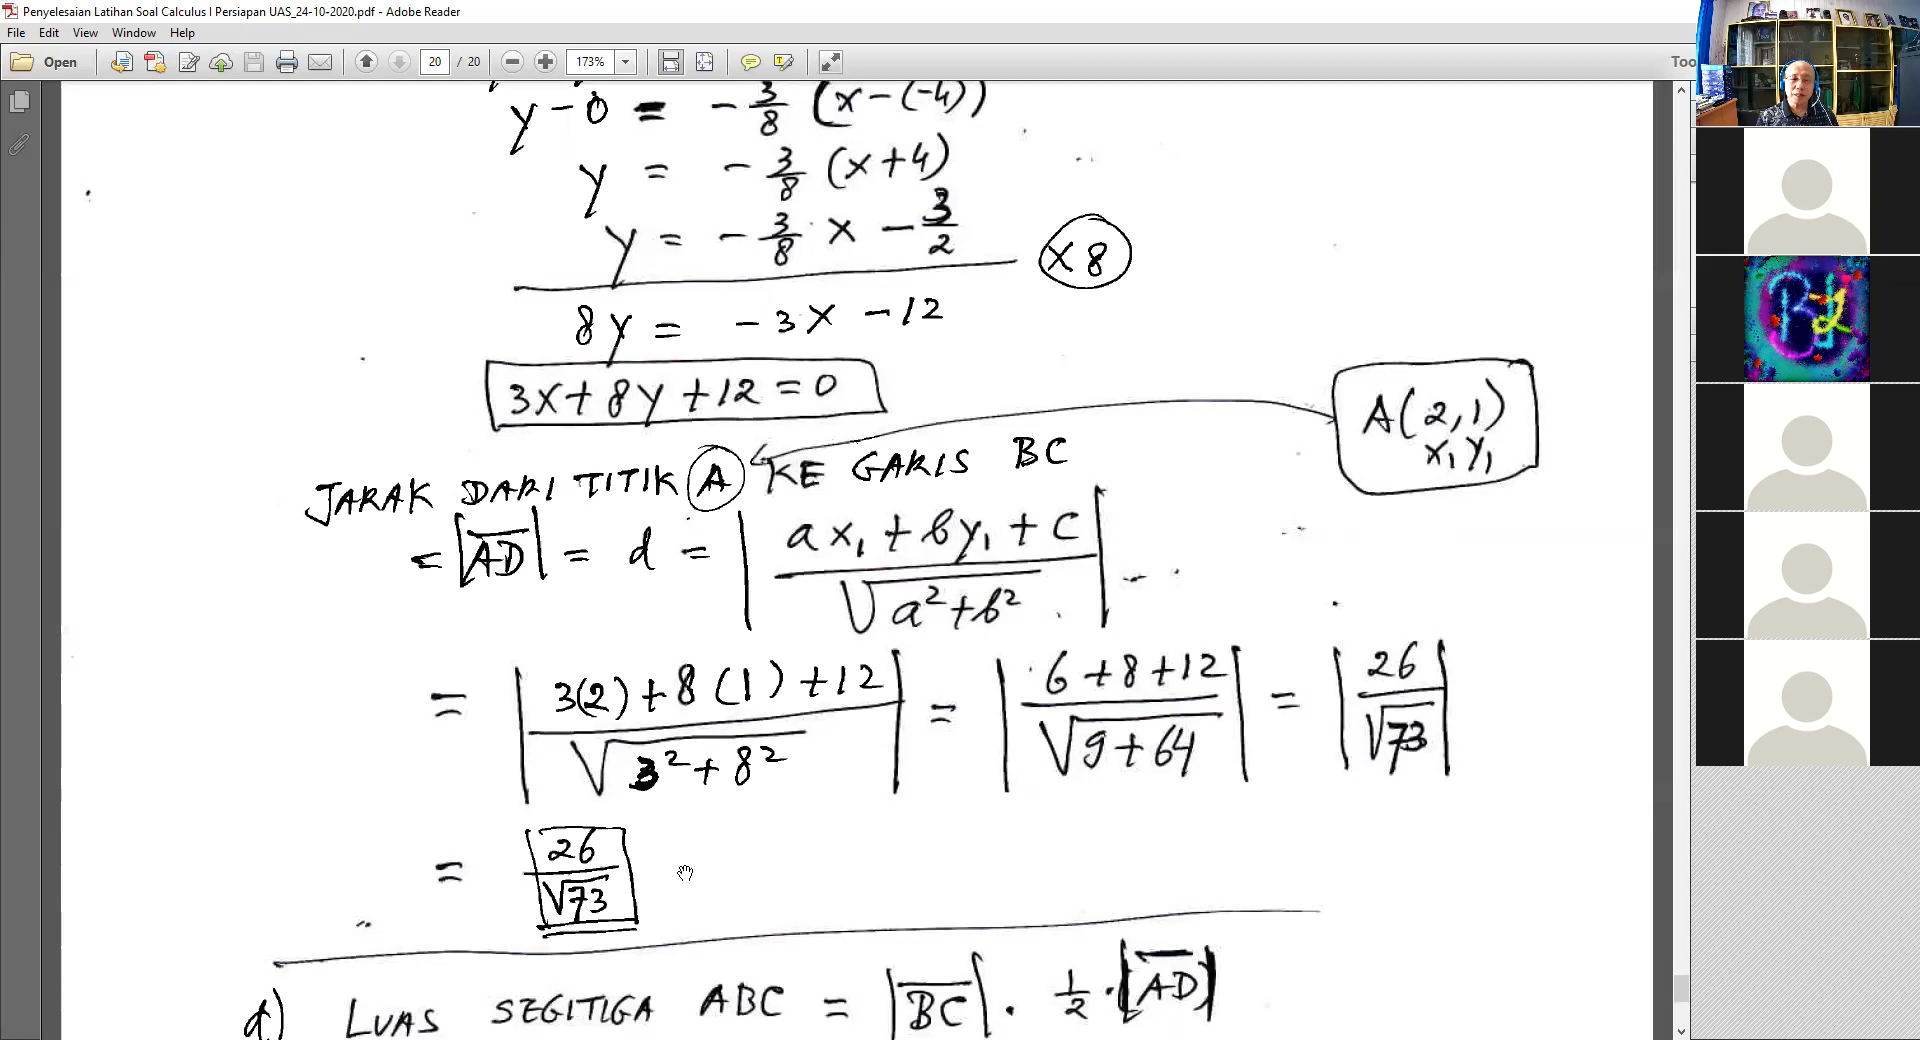 Penyelesaian Latihan Soal Calculus I Persiapan UAS_24-10-2020.pdf - Adobe Reader
File Edit View Window Help
Open 20 / 20 173% Too
y - 0 = - 3/8 (x - (-4))
y = - 3/8 (x + 4)
y = - 3/8 x - 3/2
x 8
8y = - 3x - 12
3x + 8y + 12 = 0
A(2,1)
x₁ y₁
JARAK DARI TITIK A KE GARIS BC
= |AD| = d = | (ax₁ + by₁ + c) / √(a² + b²) |
= | (3(2) + 8(1) + 12) / √(3² + 8²) | = | (6 + 8 + 12) / √(9 + 64) | = | 26 / √73 |
= 26 / √73
d) LUAS SEGITIGA ABC = |BC| . 1/2 . |AD|